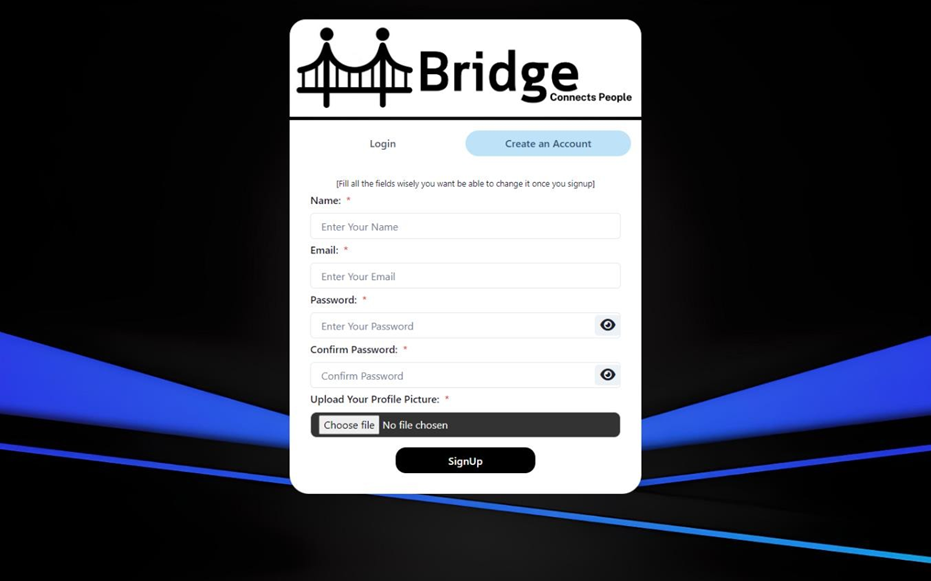 Bridge
Connects People
Login
Create an Account
[Fill all the fields wisely you want be able to change it once you signup]
Name: *
Enter Your Name
Email: *
Enter Your Email
Password: *
Enter Your Password
Confirm Password: *
Confirm Password
Upload Your Profile Picture: *
Choose file No file chosen
SignUp